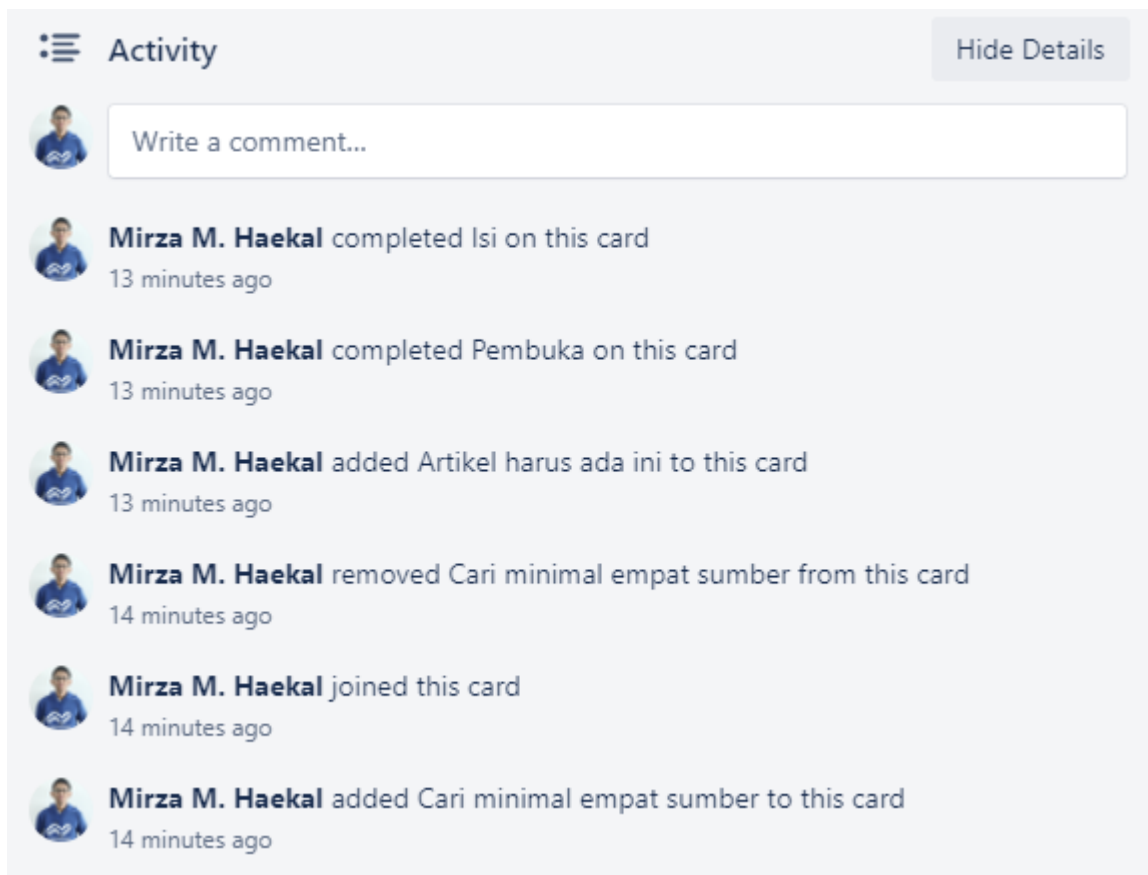 Activity
Hide Details
Write a comment...
Mirza M. Haekal completed Isi on this card
13 minutes ago
Mirza M. Haekal completed Pembuka on this card
13 minutes ago
Mirza M. Haekal added Artikel harus ada ini to this card
13 minutes ago
Mirza M. Haekal removed Cari minimal empat sumber from this card
14 minutes ago
Mirza M. Haekal joined this card
14 minutes ago
Mirza M. Haekal added Cari minimal empat sumber to this card
14 minutes ago